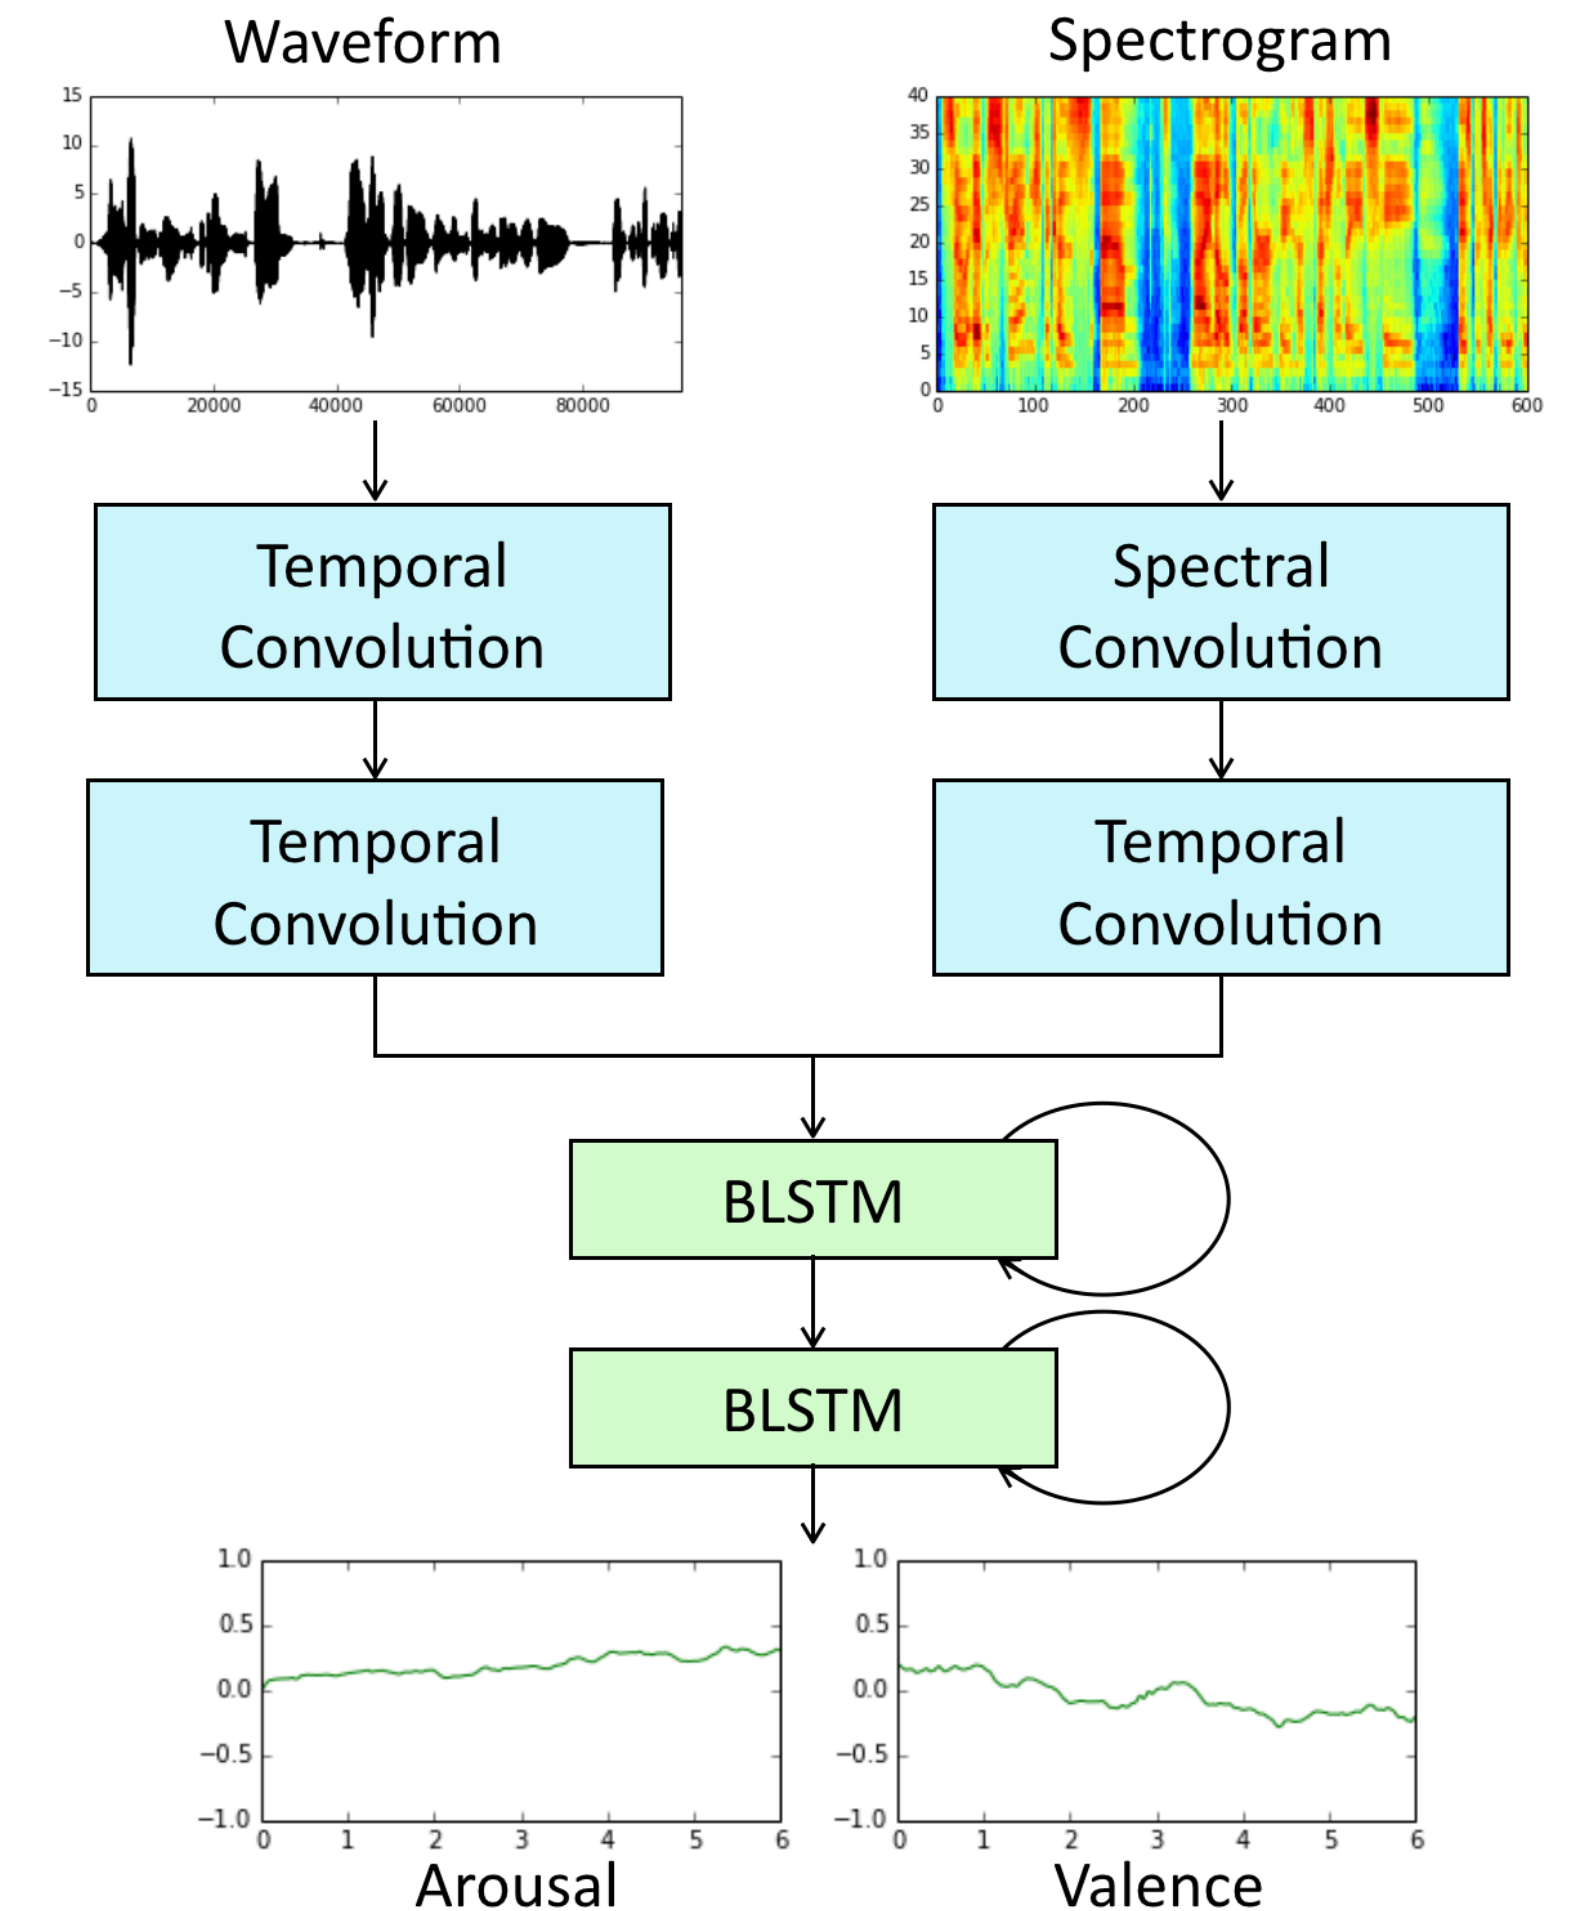 Waveform
Spectrogram
15
10
5
0
−5
−10
−15
0 20000 40000 60000 80000
40
35
30
25
20
15
10
5
0
0 100 200 300 400 500 600
Temporal
Convolution
Spectral
Convolution
Temporal
Convolution
Temporal
Convolution
BLSTM
BLSTM
1.0
0.5
0.0
−0.5
−1.0
0 1 2 3 4 5 6
Arousal
1.0
0.5
0.0
−0.5
−1.0
0 1 2 3 4 5 6
Valence